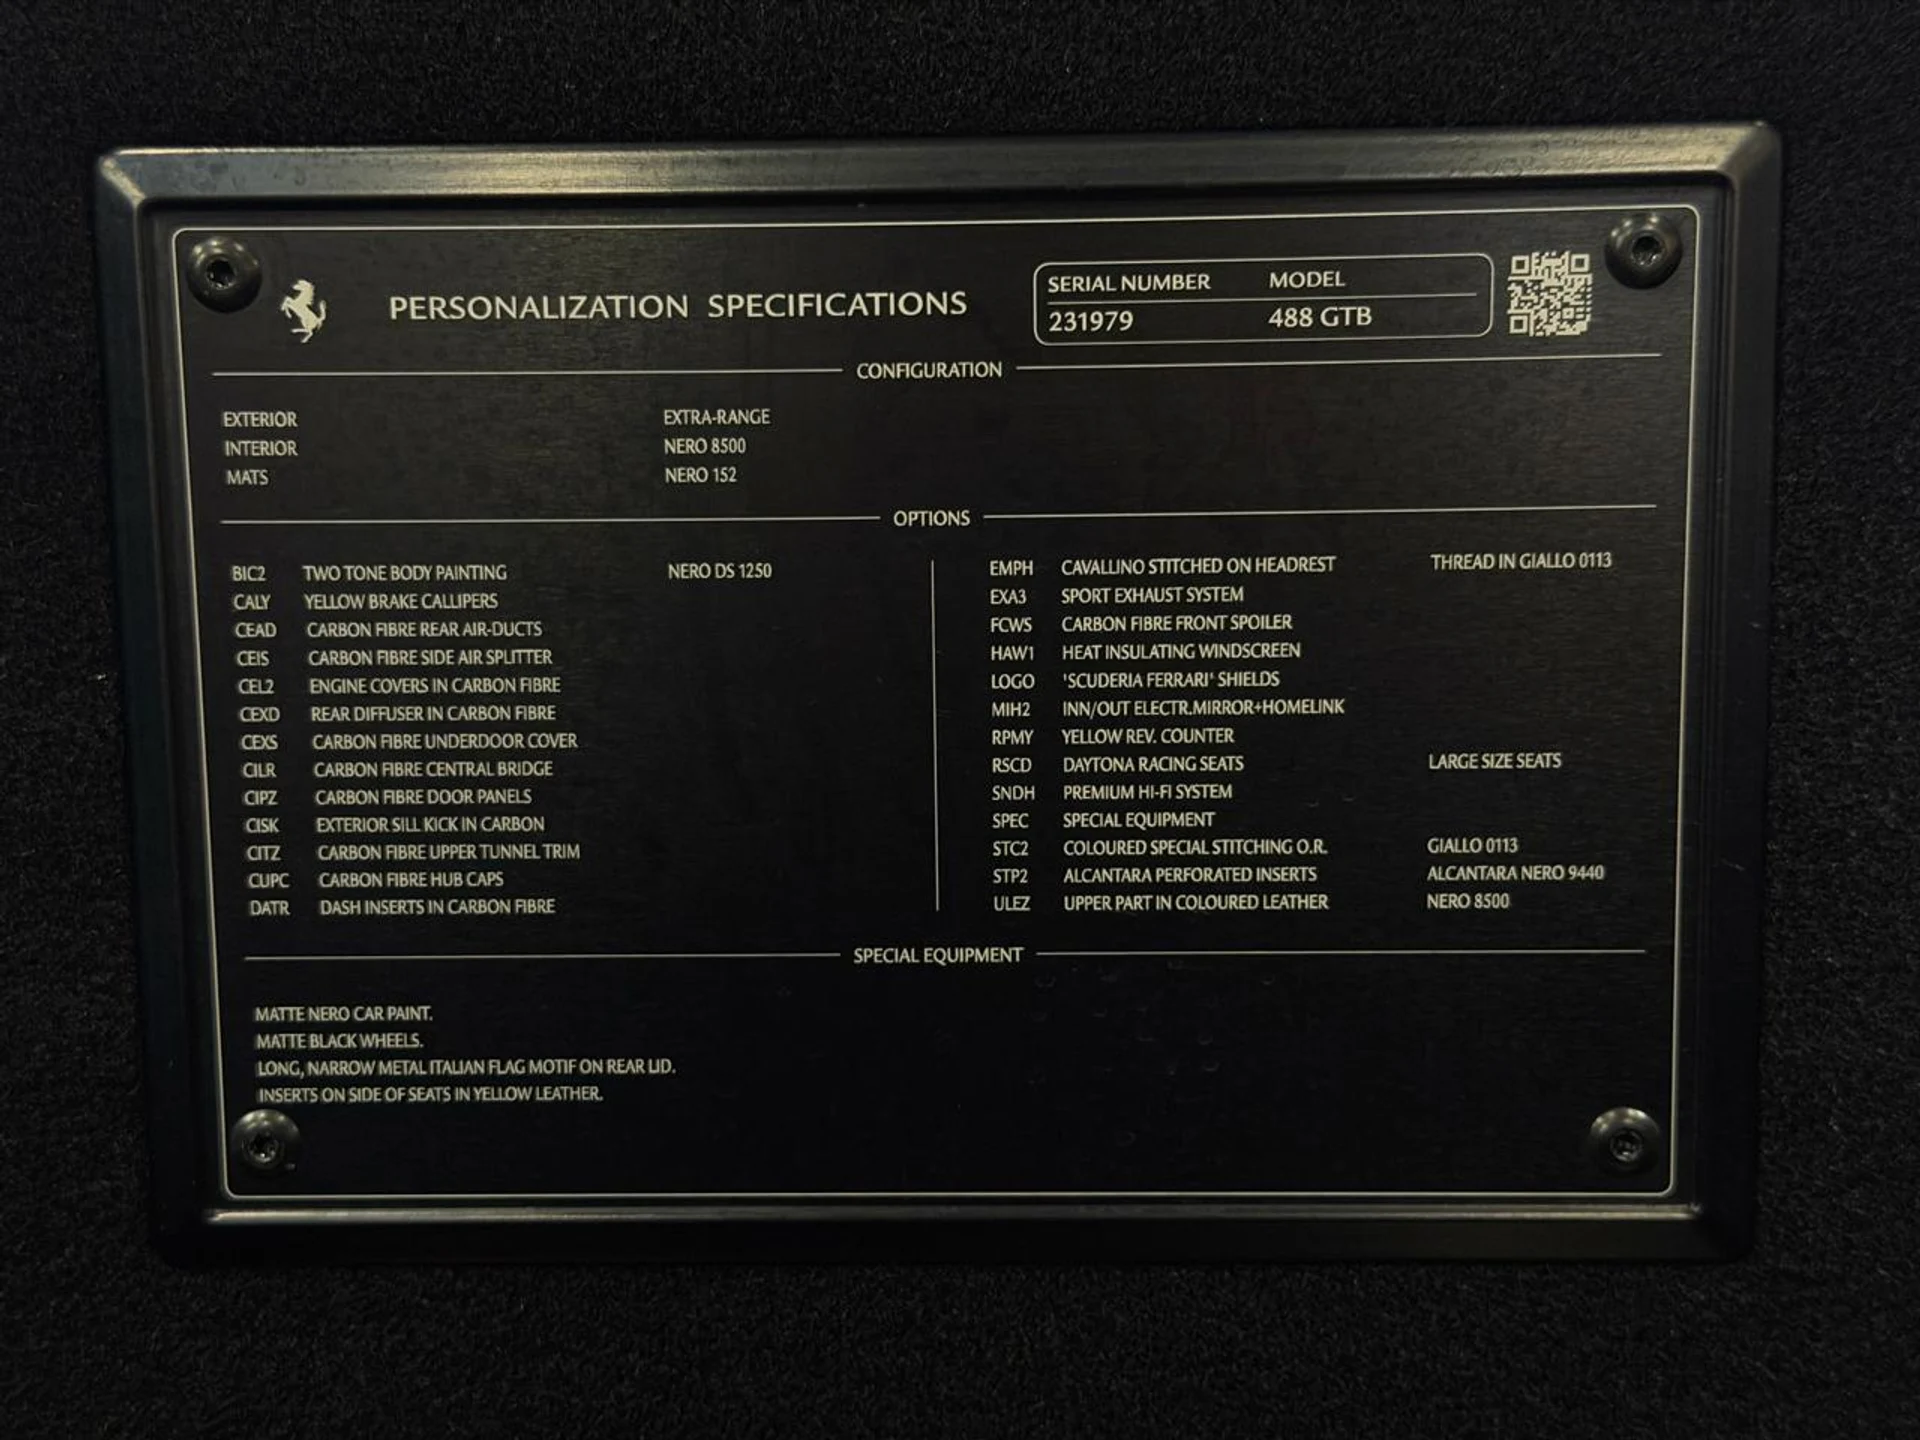 PERSONALIZATION SPECIFICATIONS
SERIAL NUMBER MODEL
231979 488 GTB
CONFIGURATION
EXTERIOR EXTRA-RANGE
INTERIOR NERO 8500
MATS NERO 152
OPTIONS
BIC2 TWO TONE BODY PAINTING NERO DS 1250
CALY YELLOW BRAKE CALLIPERS
CEAD CARBON FIBRE REAR AIR-DUCTS
CEIS CARBON FIBRE SIDE AIR SPLITTER
CEL2 ENGINE COVERS IN CARBON FIBRE
CEXD REAR DIFFUSER IN CARBON FIBRE
CEXS CARBON FIBRE UNDERDOOR COVER
CILR CARBON FIBRE CENTRAL BRIDGE
CIPZ CARBON FIBRE DOOR PANELS
CISK EXTERIOR SILL KICK IN CARBON
CITZ CARBON FIBRE UPPER TUNNEL TRIM
CUPC CARBON FIBRE HUB CAPS
DATR DASH INSERTS IN CARBON FIBRE
EMPH CAVALLINO STITCHED ON HEADREST THREAD IN GIALLO 0113
EXA3 SPORT EXHAUST SYSTEM
FCWS CARBON FIBRE FRONT SPOILER
HAW1 HEAT INSULATING WINDSCREEN
LOGO 'SCUDERIA FERRARI' SHIELDS
MIH2 INN/OUT ELECTR.MIRROR+HOMELINK
RPMY YELLOW REV. COUNTER
RSCD DAYTONA RACING SEATS LARGE SIZE SEATS
SNDH PREMIUM HI-FI SYSTEM
SPEC SPECIAL EQUIPMENT
STC2 COLOURED SPECIAL STITCHING O.R. GIALLO 0113
STP2 ALCANTARA PERFORATED INSERTS ALCANTARA NERO 9440
ULEZ UPPER PART IN COLOURED LEATHER NERO 8500
SPECIAL EQUIPMENT
MATTE NERO CAR PAINT.
MATTE BLACK WHEELS.
LONG, NARROW METAL ITALIAN FLAG MOTIF ON REAR LID.
INSERTS ON SIDE OF SEATS IN YELLOW LEATHER.